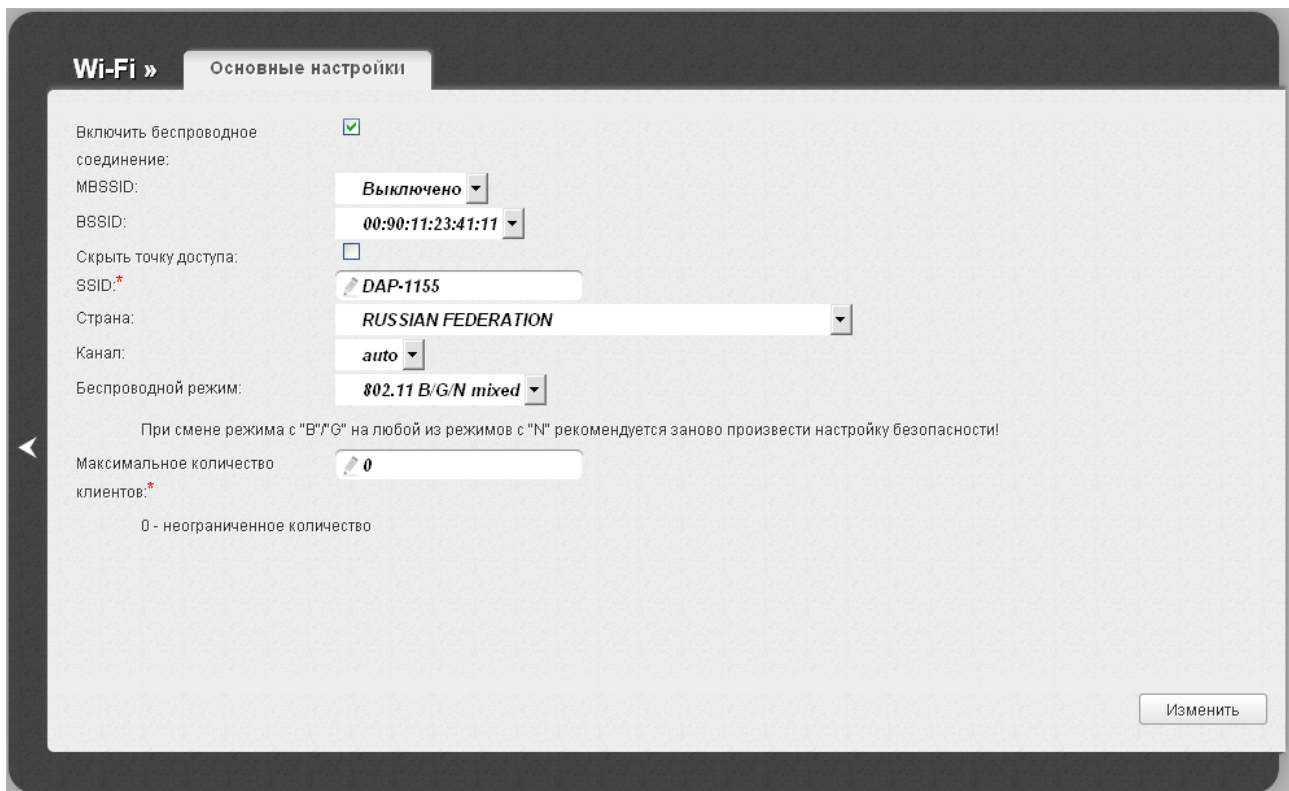 Wi-Fi »
Основные настройки
Включить беспроводное
соединение:
MBSSID:
Выключено
BSSID:
00:90:11:23:41:11
Скрыть точку доступа:
SSID:*
DAP-1155
Страна:
RUSSIAN FEDERATION
Канал:
auto
Беспроводной режим:
802.11 B/G/N mixed
При смене режима с "B"/"G" на любой из режимов с "N" рекомендуется заново произвести настройку безопасности!
Максимальное количество
клиентов:*
0
0 - неограниченное количество
Изменить